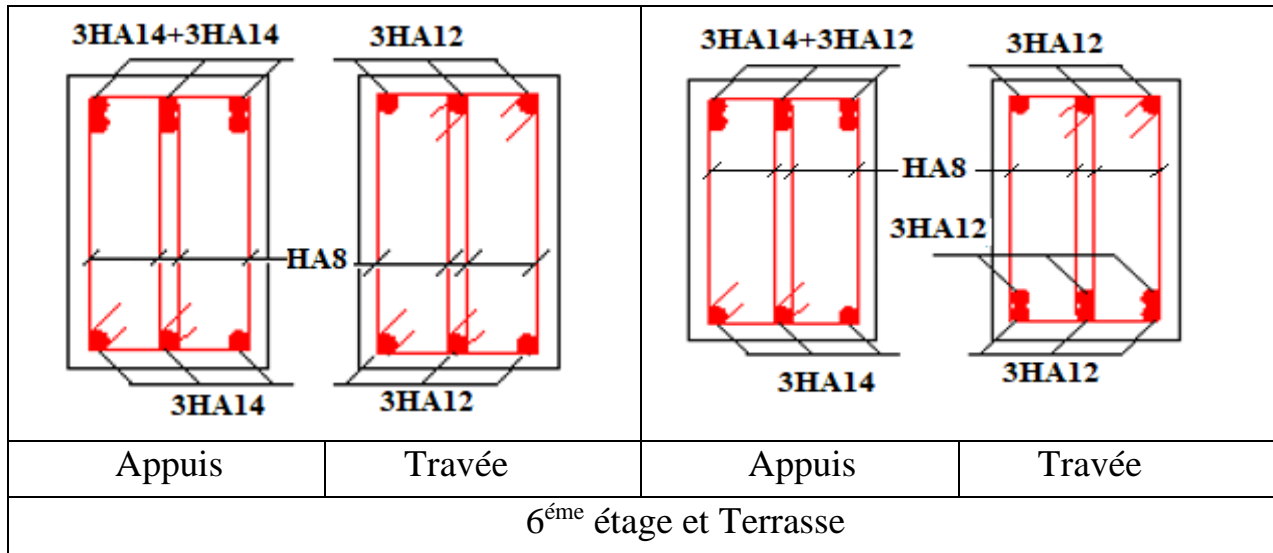 3HA14+3HA14
3HA12
HA8
3HA14
3HA12
3HA14+3HA12
3HA12
HA8
3HA12
3HA14
3HA12
Appuis
Travée
Appuis
Travée
6éme étage et Terrasse